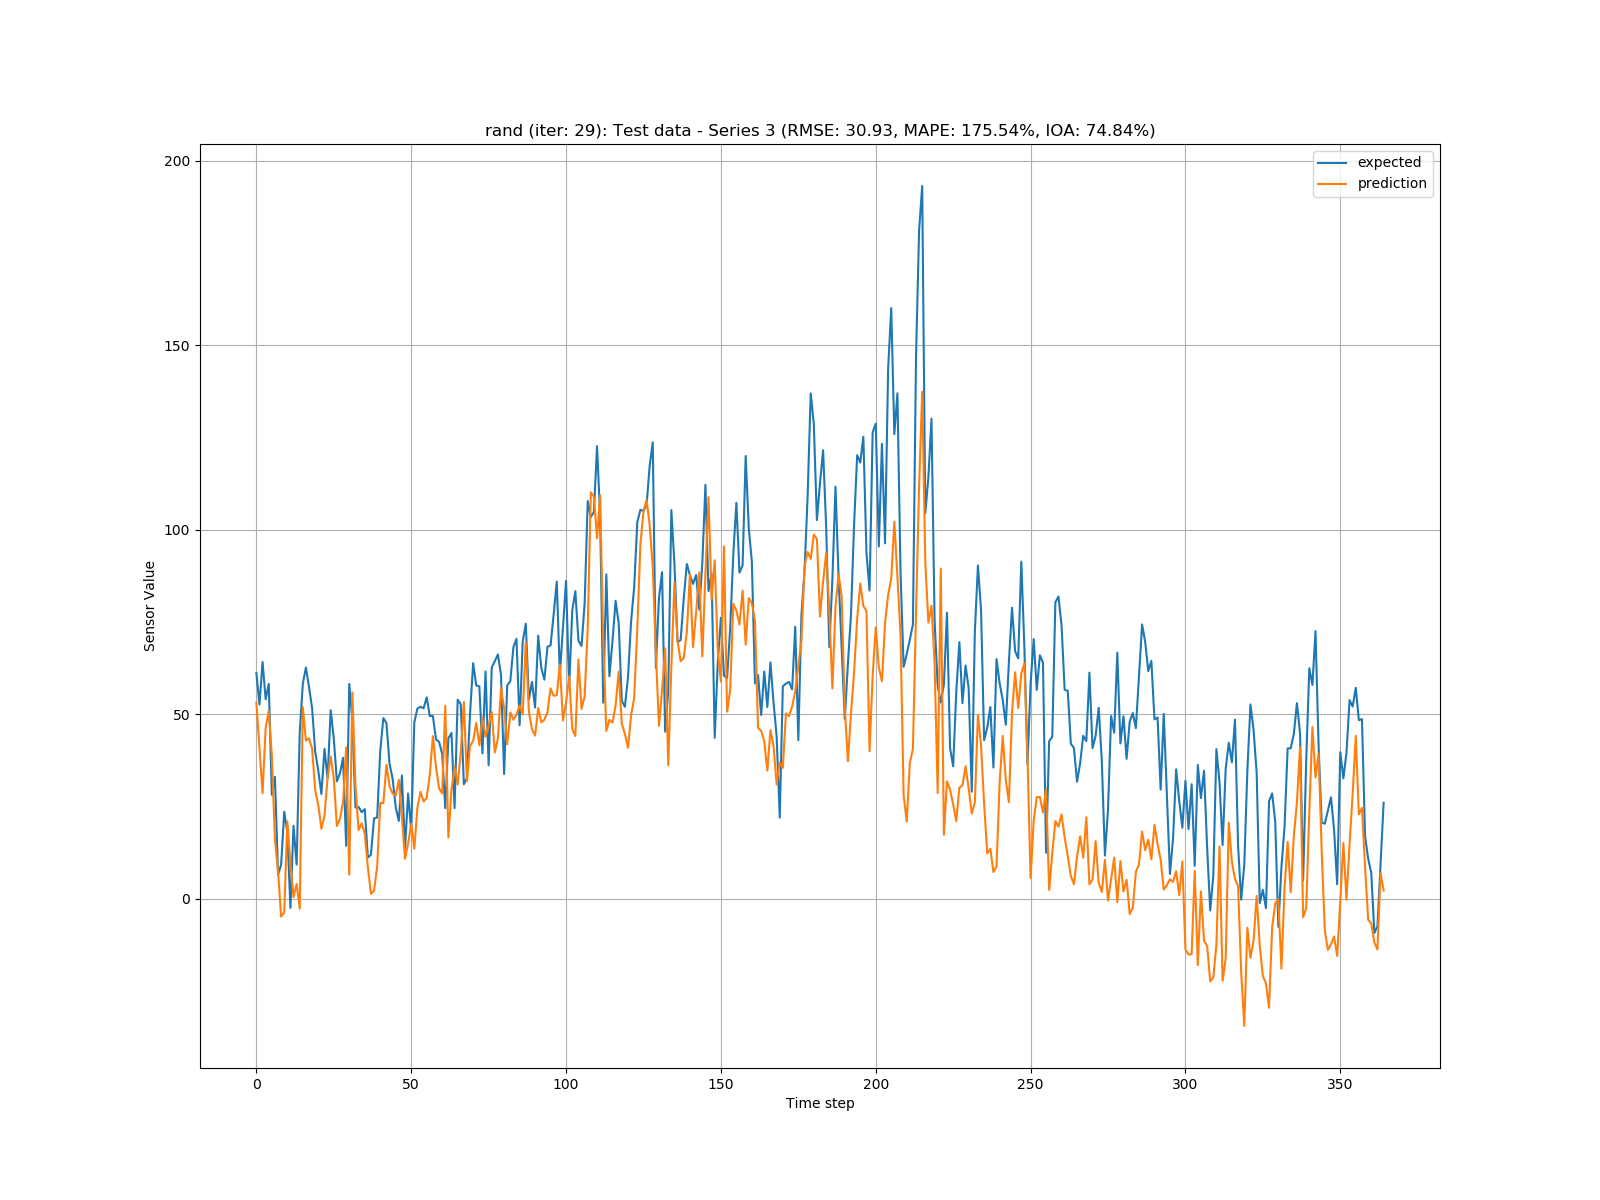 rand (iter: 29): Test data - Series 3 (RMSE: 30.93, MAPE: 175.54%, IOA: 74.84%)
expected
prediction
200
150
100
50
0
Sensor Value
0 50 100 150 200 250 300 350
Time step